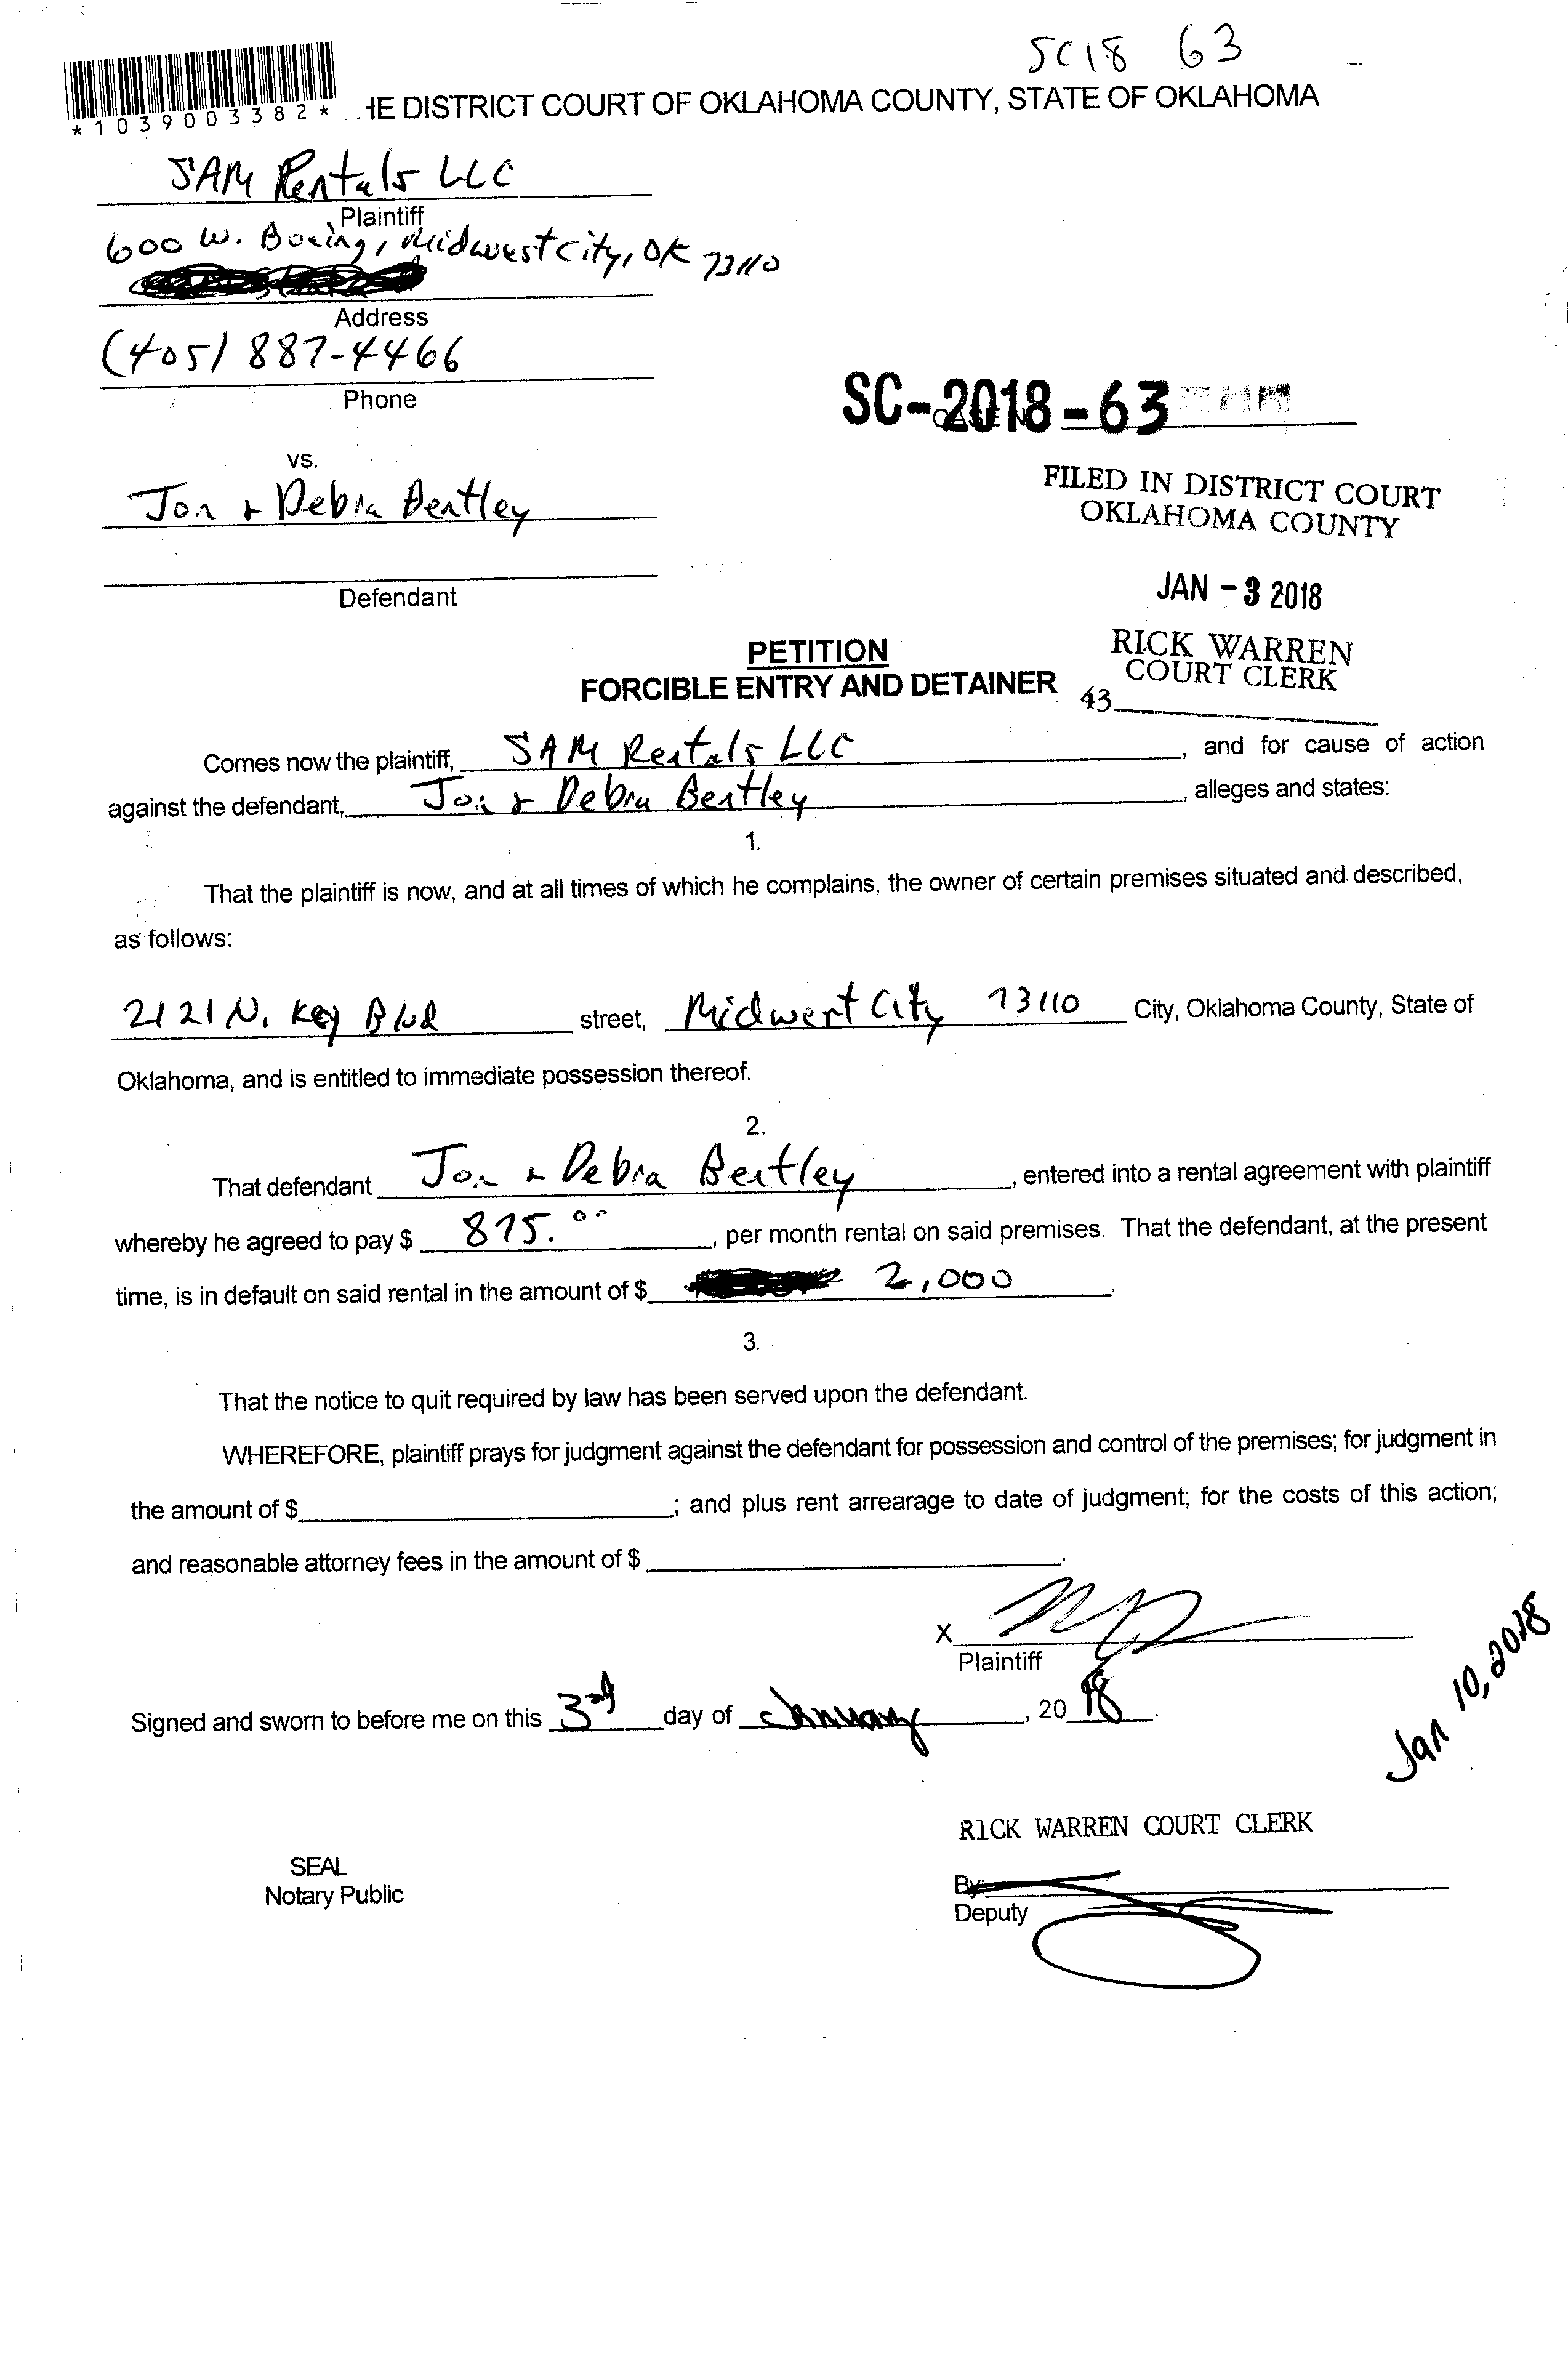 SC18 63
*1039003382*
HE DISTRICT COURT OF OKLAHOMA COUNTY, STATE OF OKLAHOMA
SAM Rentals LLC
Plaintiff
600 W. Boeing, Midwest City, OK 73110
Address
(405) 887-4466
Phone
SC-2018-63
vs.
Jon & Debra Bentley
Defendant
FILED IN DISTRICT COURT
OKLAHOMA COUNTY
JAN - 3 2018
RICK WARREN
COURT CLERK
43
PETITION
FORCIBLE ENTRY AND DETAINER
Comes now the plaintiff, SAM Rentals LLC, and for cause of action
against the defendant, Jon & Debra Bentley, alleges and states:
1.
That the plaintiff is now, and at all times of which he complains, the owner of certain premises situated and described,
as follows:
2121 N. Key Blvd street, Midwest City 73110 City, Oklahoma County, State of
Oklahoma, and is entitled to immediate possession thereof.
2.
That defendant Jon & Debra Bentley, entered into a rental agreement with plaintiff
whereby he agreed to pay $ 875.00, per month rental on said premises. That the defendant, at the present
time, is in default on said rental in the amount of $ 2,000.
3.
That the notice to quit required by law has been served upon the defendant.
WHEREFORE, plaintiff prays for judgment against the defendant for possession and control of the premises; for judgment in
the amount of $; and plus rent arrearage to date of judgment; for the costs of this action;
and reasonable attorney fees in the amount of $.
X
Plaintiff
Signed and sworn to before me on this 3rd day of January, 2018.
Jan 10, 2018
RICK WARREN COURT CLERK
SEAL
Notary Public
By:
Deputy